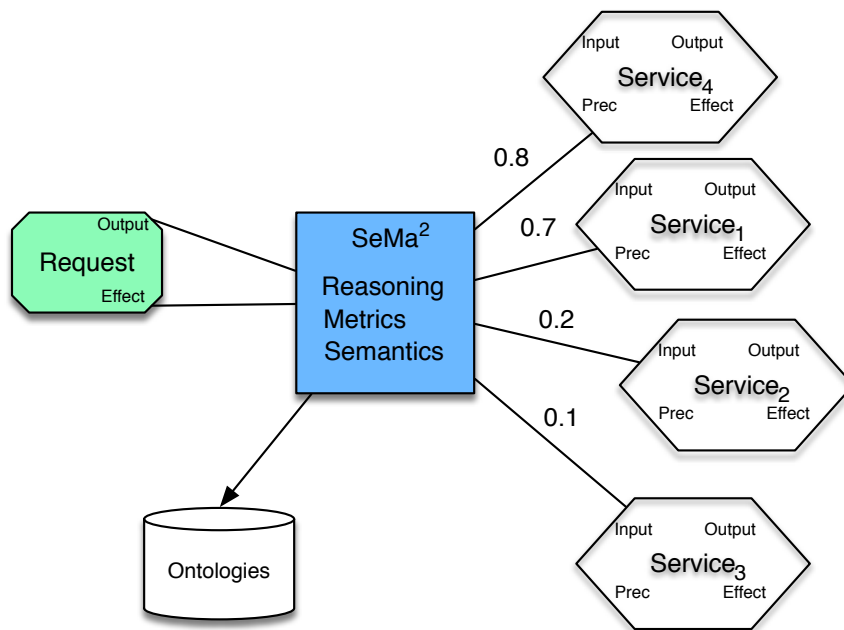 Output
Request
Effect
SeMa²
Reasoning
Metrics
Semantics
Ontologies
0.8
0.7
0.2
0.1
Input Output
Service₄
Prec Effect
Input Output
Service₁
Prec Effect
Input Output
Service₂
Prec Effect
Input Output
Service₃
Prec Effect